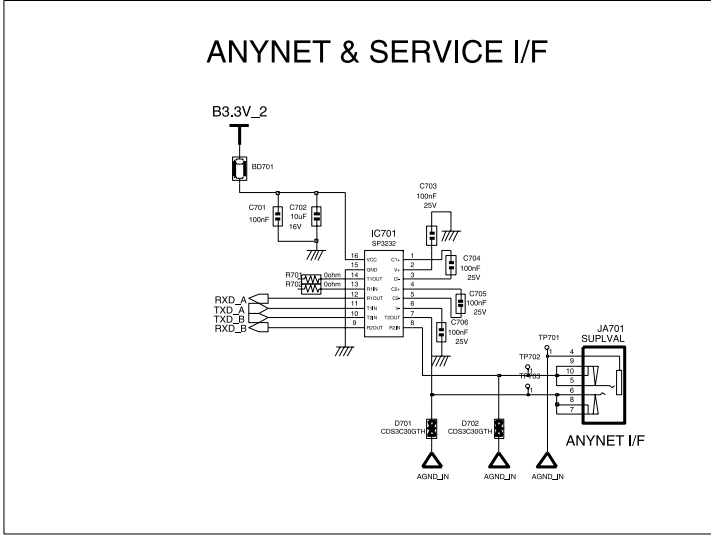 ANYNET & SERVICE I/F
B3.3V_2
BD701
C701
100nF
C702
10uF
16V
C703
100nF
25V
IC701
SP3232
16 VCC C1+ 1
15 GND V+ 2
14 T1OUT C1- 3
13 R1IN C2+ 4
12 R1OUT C2- 5
11 T1IN V- 6
10 T2IN T2OUT 7
9 R2OUT R2IN 8
C704
100nF
25V
C705
100nF
25V
C706
100nF
25V
R701 0ohm
R702 0ohm
RXD_A
TXD_A
TXD_B
RXD_B
TP701
1
TP702
1
TP703
1
JA701
SUPLVAL
4
9
10
5
6
8
7
ANYNET I/F
D701
CDS3C30GTH
D702
CDS3C30GTH
AGND_IN
AGND_IN
AGND_IN